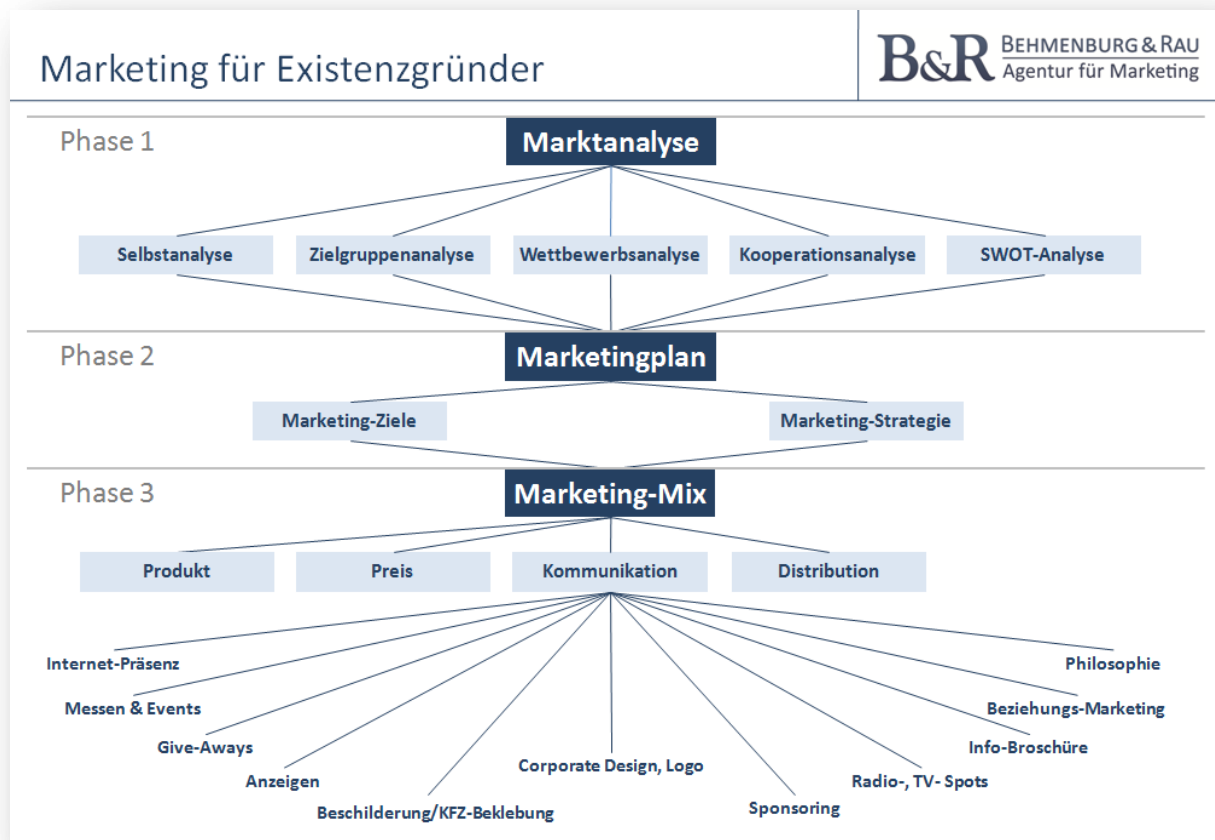 Marketing für Existenzgründer
B&R
BEHMENBURG & RAU
Agentur für Marketing
Phase 1
Marktanalyse
Selbstanalyse
Zielgruppenanalyse
Wettbewerbsanalyse
Kooperationsanalyse
SWOT-Analyse
Phase 2
Marketingplan
Marketing-Ziele
Marketing-Strategie
Phase 3
Marketing-Mix
Produkt
Preis
Kommunikation
Distribution
Internet-Präsenz
Philosophie
Messen & Events
Beziehungs-Marketing
Give-Aways
Info-Broschüre
Anzeigen
Corporate Design, Logo
Radio-, TV- Spots
Beschilderung/KFZ-Beklebung
Sponsoring